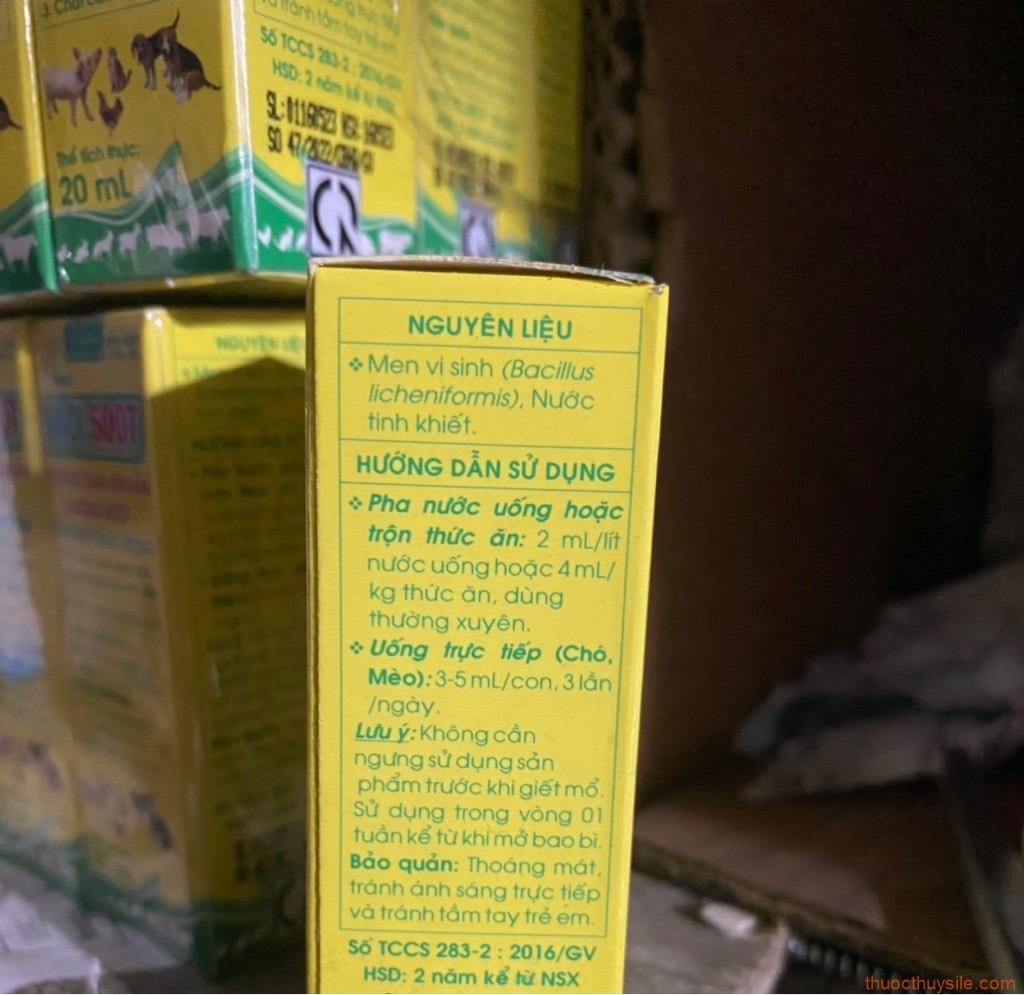 Số TCCS 283-2 : 2016/GV
HSD: 2 năm kể từ NSX
Thể tích thực:
20 mL
NGUYÊN LIỆU
❖ Men vi sinh (Bacillus
licheniformis), Nước
tinh khiết.
HƯỚNG DẪN SỬ DỤNG
❖ Pha nước uống hoặc
trộn thức ăn: 2 mL/lít
nước uống hoặc 4 mL/
kg thức ăn, dùng
thường xuyên.
❖ Uống trực tiếp (Chó,
Mèo): 3-5 mL/con, 3 lần
/ngày.
Lưu ý: Không cần
ngưng sử dụng sản
phẩm trước khi giết mổ.
Sử dụng trong vòng 01
tuần kể từ khi mở bao bì.
Bảo quản: Thoáng mát,
tránh ánh sáng trực tiếp
và tránh tầm tay trẻ em.
Số TCCS 283-2 : 2016/GV
HSD: 2 năm kể từ NSX
thuocthuysile.com